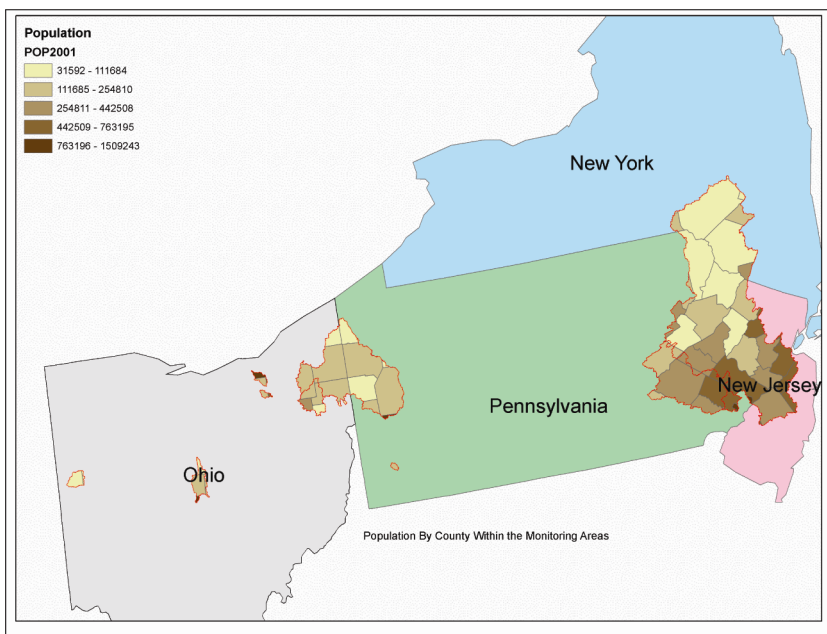 Population
POP2001
31592 - 111684
111685 - 254810
254811 - 442508
442509 - 763195
763196 - 1509243
New York
New Jersey
Pennsylvania
Ohio
Population By County Within the Monitoring Areas